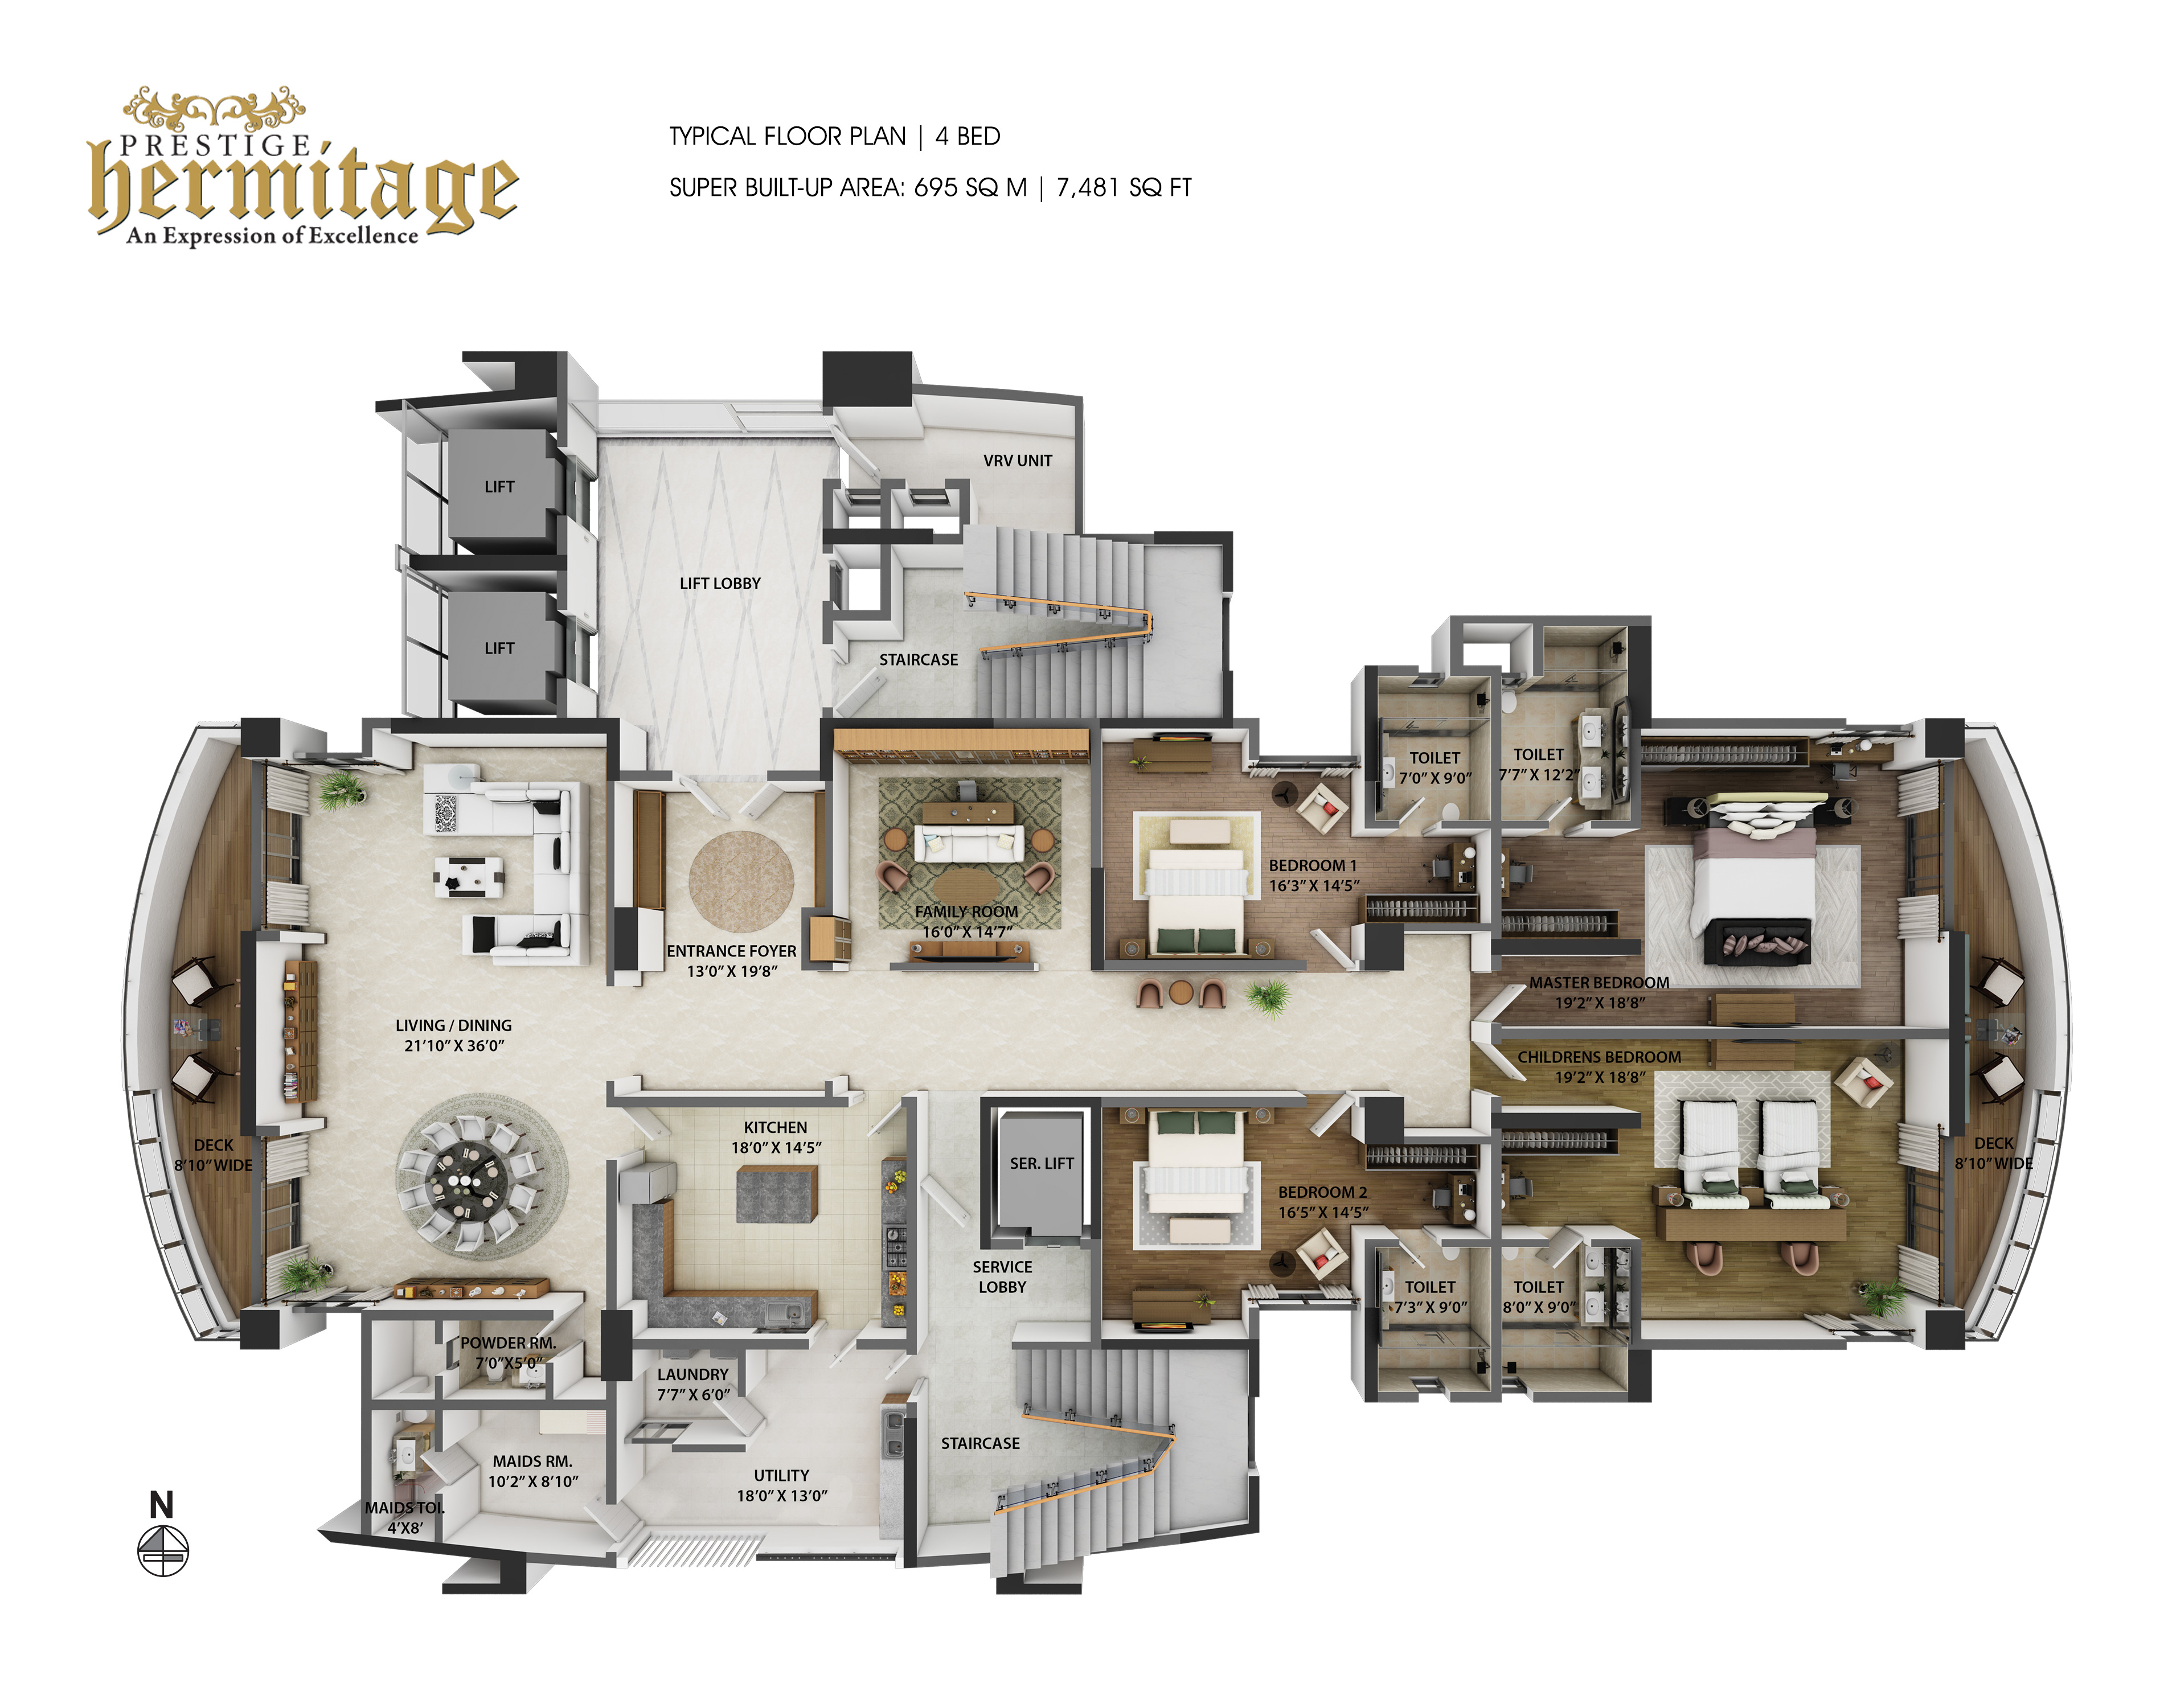 PRESTIGE
hermitage
An Expression of Excellence
TYPICAL FLOOR PLAN | 4 BED
SUPER BUILT-UP AREA: 695 SQ M | 7,481 SQ FT
LIFT
VRV UNIT
LIFT LOBBY
LIFT
STAIRCASE
TOILET
7’0” X 9’0”
TOILET
7’7” X 12’2”
BEDROOM 1
16’3” X 14’5”
FAMILY ROOM
16’0” X 14’7”
ENTRANCE FOYER
13’0” X 19’8”
MASTER BEDROOM
19’2” X 18’8”
LIVING / DINING
21’10” X 36’0”
CHILDRENS BEDROOM
19’2” X 18’8”
DECK
8’10” WIDE
KITCHEN
18’0” X 14’5”
SER. LIFT
DECK
8’10” WIDE
BEDROOM 2
16’5” X 14’5”
SERVICE
LOBBY
TOILET
7’3” X 9’0”
TOILET
8’0” X 9’0”
POWDER RM.
7’0”X5’0”
LAUNDRY
7’7” X 6’0”
STAIRCASE
MAIDS RM.
10’2” X 8’10”
UTILITY
18’0” X 13’0”
MAIDS TOI.
4’X8’
N